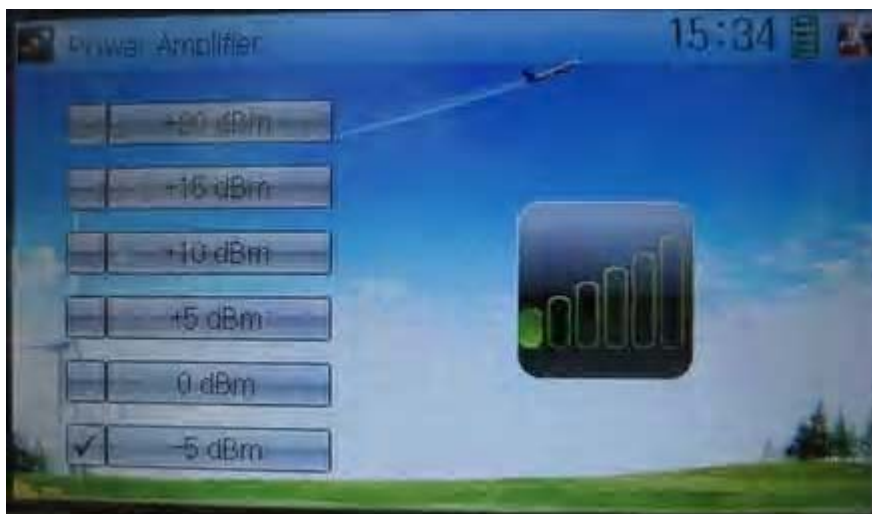 Power Amplifier
15:34
+20 dBm
+15 dBm
+10 dBm
+5 dBm
0 dBm
-5 dBm